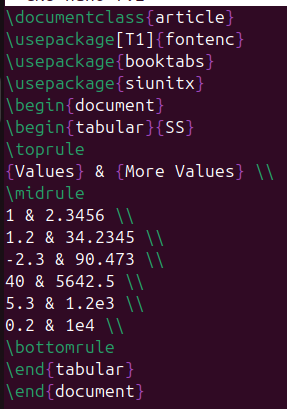 \documentclass{article}
\usepackage[T1]{fontenc}
\usepackage{booktabs}
\usepackage{siunitx}
\begin{document}
\begin{tabular}{SS}
\toprule
{Values} & {More Values} \\
\midrule
1 & 2.3456 \\
1.2 & 34.2345 \\
-2.3 & 90.473 \\
40 & 5642.5 \\
5.3 & 1.2e3 \\
0.2 & 1e4 \\
\bottomrule
\end{tabular}
\end{document}